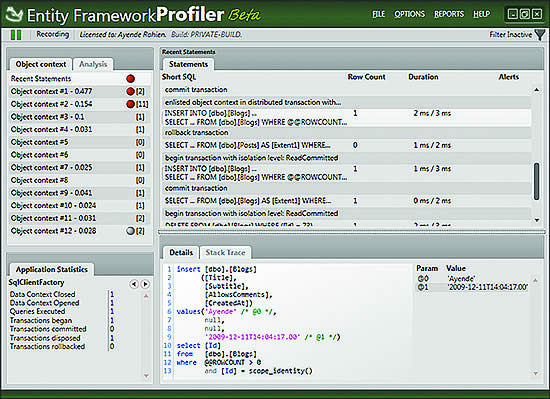 Entity FrameworkProfiler Beta
FILE OPTIONS REPORTS HELP
Recording Licensed to: Ayende Rahien. Build: PRIVATE-BUILD.
Filter Inactive
Object context Analysis
Recent Statements
Object context #1 - 0.477 [2]
Object context #2 - 0.154 [11]
Object context #3 - 0.1 [1]
Object context #4 - 0.031 [1]
Object context #5 [0]
Object context #6 [0]
Object context #7 - 0.025 [1]
Object context #8 [0]
Object context #9 - 0.041 [1]
Object context #10 - 0.024 [1]
Object context #11 - 0.031 [2]
Object context #12 - 0.028 [2]
Application Statistics
SqlClientFactory
Data Context Closed 1
Data Context Opened 1
Queries Executed 1
Transactions began 1
Transactions committed 0
Transactions disposed 1
Transactions rollbacked 0
Recent Statements
Statements
Short SQL Row Count Duration Alerts
commit transaction
enlisted object context in distributed transaction with...
INSERT INTO [dbo].[Blogs] ... 1 2 ms / 3 ms
SELECT ... FROM [dbo].[Blogs] WHERE @@ROWCOUNT...
rollback transaction
SELECT ... FROM [dbo].[Posts] AS [Extent1] WHERE... 0 1 ms / 2 ms
begin transaction with isolation level: ReadCommitted
INSERT INTO [dbo].[Blogs] ... 1 1 ms / 3 ms
SELECT ... FROM [dbo].[Blogs] WHERE @@ROWCOUNT...
commit transaction
SELECT ... FROM [dbo].[Blogs] AS [Extent1] WHERE... 1 0 ms / 2 ms
begin transaction with isolation level: ReadCommitted
DELETE FROM [dbo].[Blogs] WHERE 1 2 ms / 3 ms
Details Stack Trace
1 insert [dbo].[Blogs]
2 ([Title],
3 [Subtitle],
4 [AllowsComments],
5 [CreatedAt])
6 values('Ayende' /* @0 */,
7 null,
8 null,
9 '2009-12-11T04:17.00' /* @1 */)
10 select [Id]
11 from [dbo].[Blogs]
12 where @@ROWCOUNT > 0
13 and [Id] = scope_identity()
Param Value
@0 'Ayende'
@1 '2009-12-11T04:17.00'